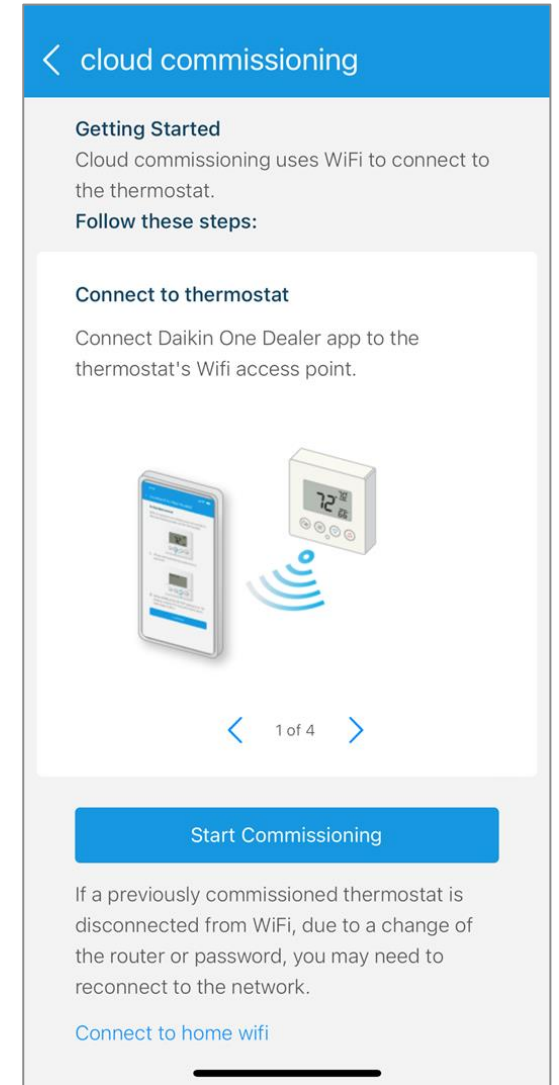 cloud commissioning
Getting Started
Cloud commissioning uses WiFi to connect to
the thermostat.
Follow these steps:
Connect to thermostat
Connect Daikin One Dealer app to the
thermostat's Wifi access point.
72
1 of 4
Start Commissioning
If a previously commissioned thermostat is
disconnected from WiFi, due to a change of
the router or password, you may need to
reconnect to the network.
Connect to home wifi